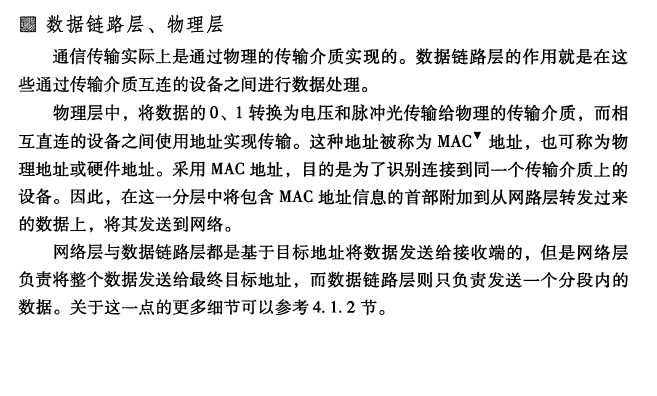 ▩ 数据链路层、物理层
通信传输实际上是通过物理的传输介质实现的。数据链路层的作用就是在这
些通过传输介质互连的设备之间进行数据处理。
物理层中，将数据的0、1转换为电压和脉冲光传输给物理的传输介质，而相
互直连的设备之间使用地址实现传输。这种地址被称为 MAC▼ 地址，也可称为物
理地址或硬件地址。采用 MAC 地址，目的是为了识别连接到同一个传输介质上的
设备。因此，在这一分层中将包含 MAC 地址信息的首部附加到从网路层转发过来
的数据上，将其发送到网络。
网络层与数据链路层都是基于目标地址将数据发送给接收端的，但是网络层
负责将整个数据发送给最终目标地址，而数据链路层则只负责发送一个分段内的
数据。关于这一点的更多细节可以参考4.1.2节。